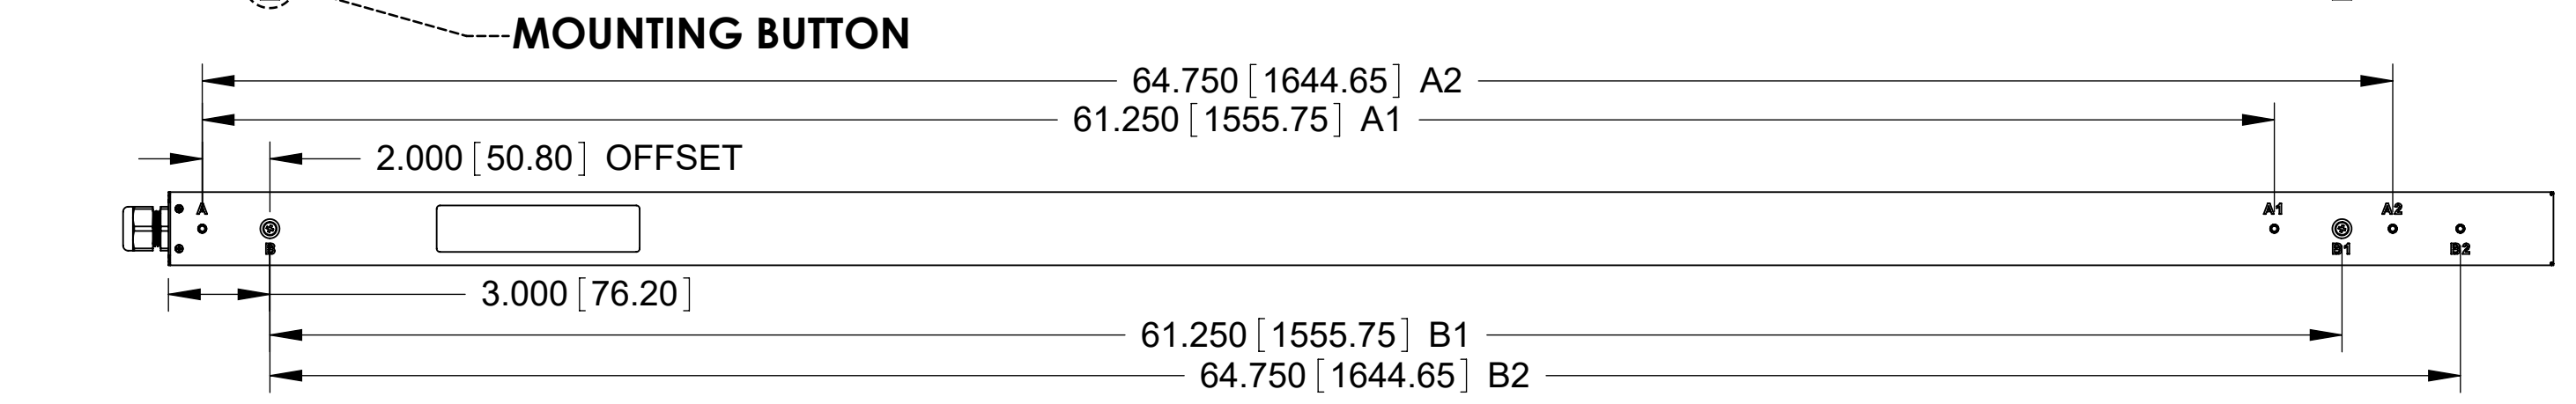 MOUNTING BUTTON
64.750 [1644.65] A2
61.250 [1555.75] A1
2.000 [50.80] OFFSET
A A1 A2
B B1 B2
3.000 [76.20]
61.250 [1555.75] B1
64.750 [1644.65] B2